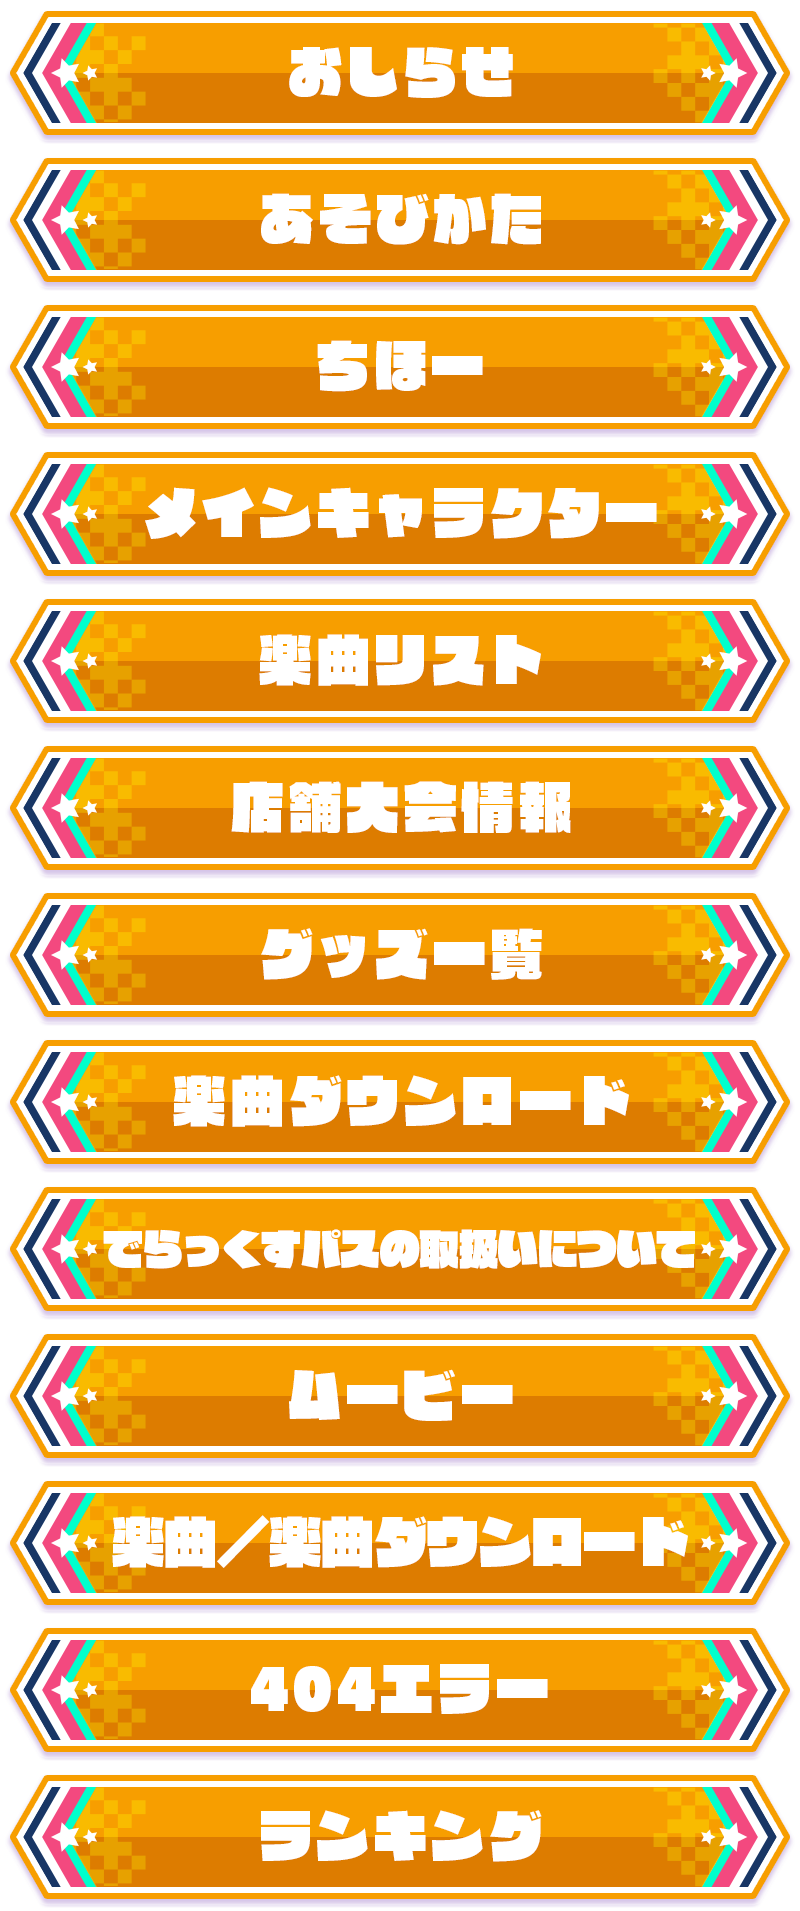 おしらせ
あそびかた
ちほー
メインキャラクター
楽曲リスト
店舗大会情報
グッズ一覧
楽曲ダウンロード
でらっくすパスの取扱いについて
ムービー
楽曲／楽曲ダウンロード
404エラー
ランキング